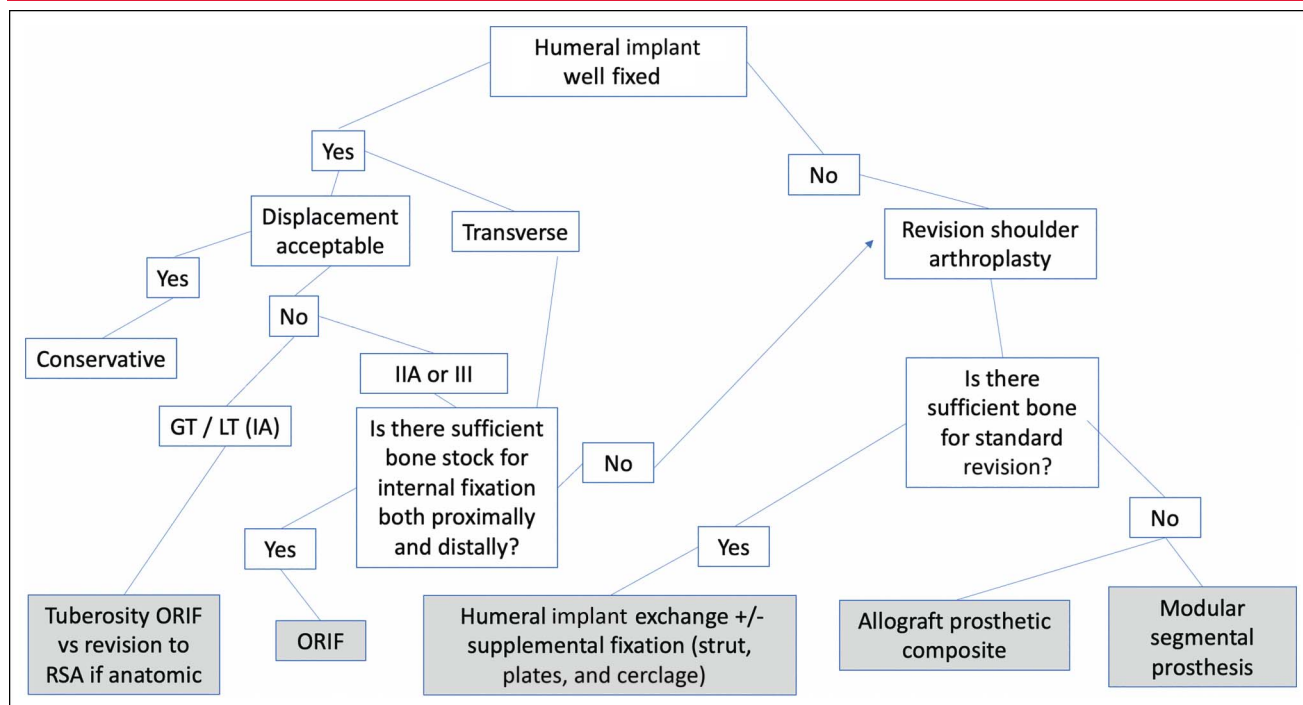 Humeral implant
well fixed
Yes
No
Displacement
acceptable
Transverse
Revision shoulder
arthroplasty
Yes
No
Conservative
IIA or III
Is there
sufficient bone
for standard
revision?
GT / LT (IA)
Is there sufficient
bone stock for
internal fixation
both proximally
and distally?
No
Yes
Yes
No
Tuberosity ORIF
vs revision to
RSA if anatomic
ORIF
Humeral implant exchange +/-
supplemental fixation (strut,
plates, and cerclage)
Allograft prosthetic
composite
Modular
segmental
prosthesis